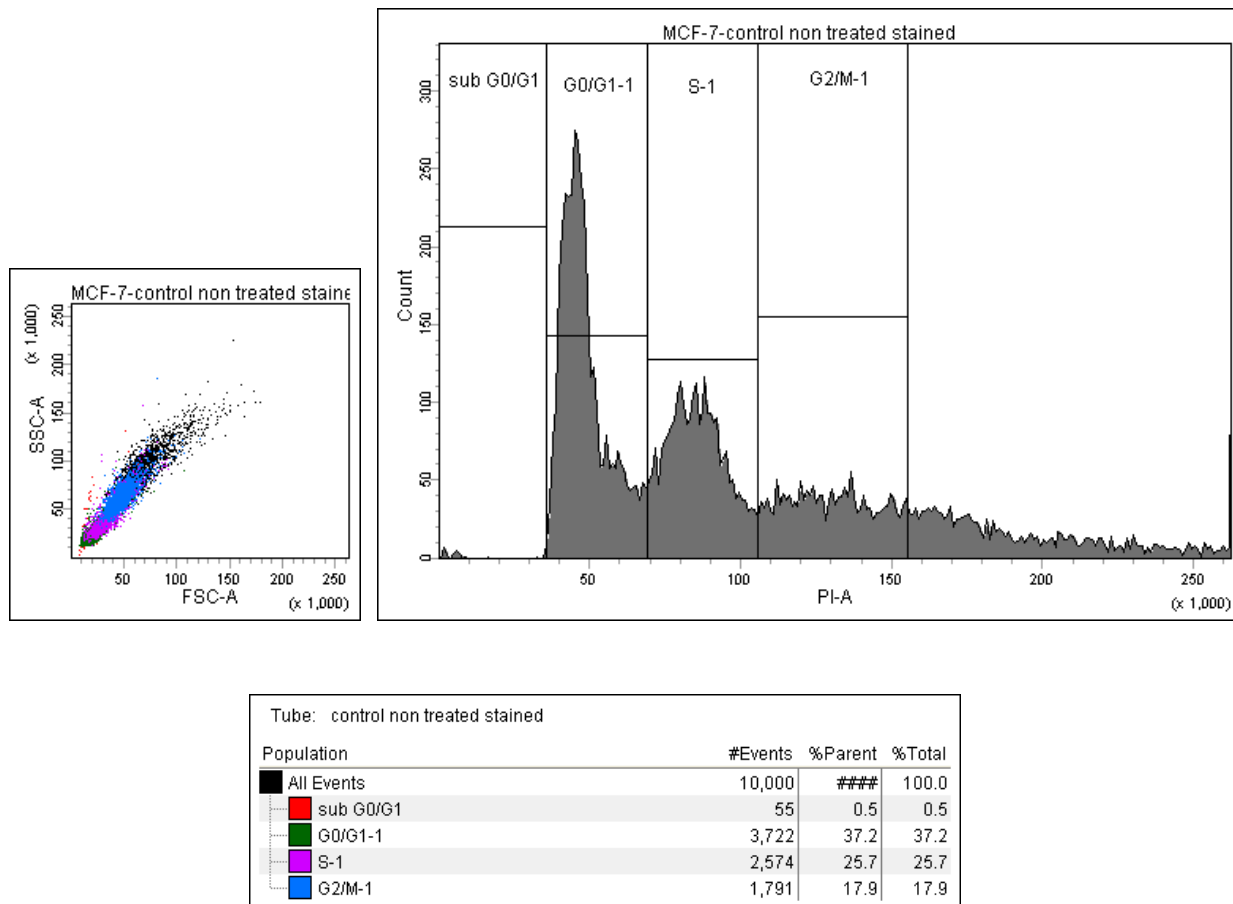 MCF-7-control non treated staine
(x 1,000)
SSC-A
250
200
150
100
50
50 100 150 200 250
FSC-A
(x 1,000)
MCF-7-control non treated stained
sub G0/G1 G0/G1-1 S-1 G2/M-1
Count
300
250
200
150
100
50
0
50 100 150 200 250
PI-A
(x 1,000)
Tube: control non treated stained
Population #Events %Parent %Total
All Events 10,000 #### 100.0
sub G0/G1 55 0.5 0.5
G0/G1-1 3,722 37.2 37.2
S-1 2,574 25.7 25.7
G2/M-1 1,791 17.9 17.9